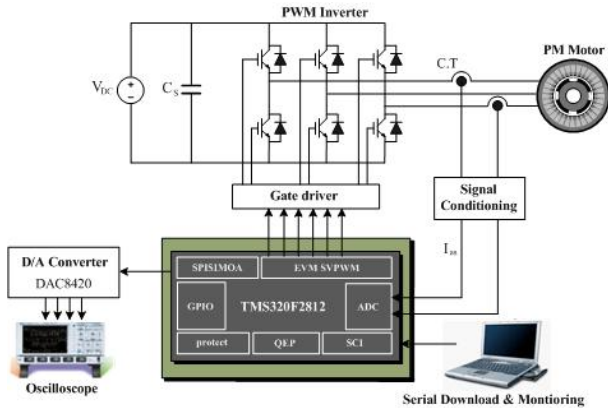 PWM Inverter
C.T
PM Motor
V_DC
C_S
Gate driver
Signal
Conditioning
I_as
D/A Converter
DAC8420
SPISIMOA
EVM SVPWM
GPIO
TMS320F2812
ADC
protect
QEP
SCI
Oscilloscope
Serial Download & Montioring